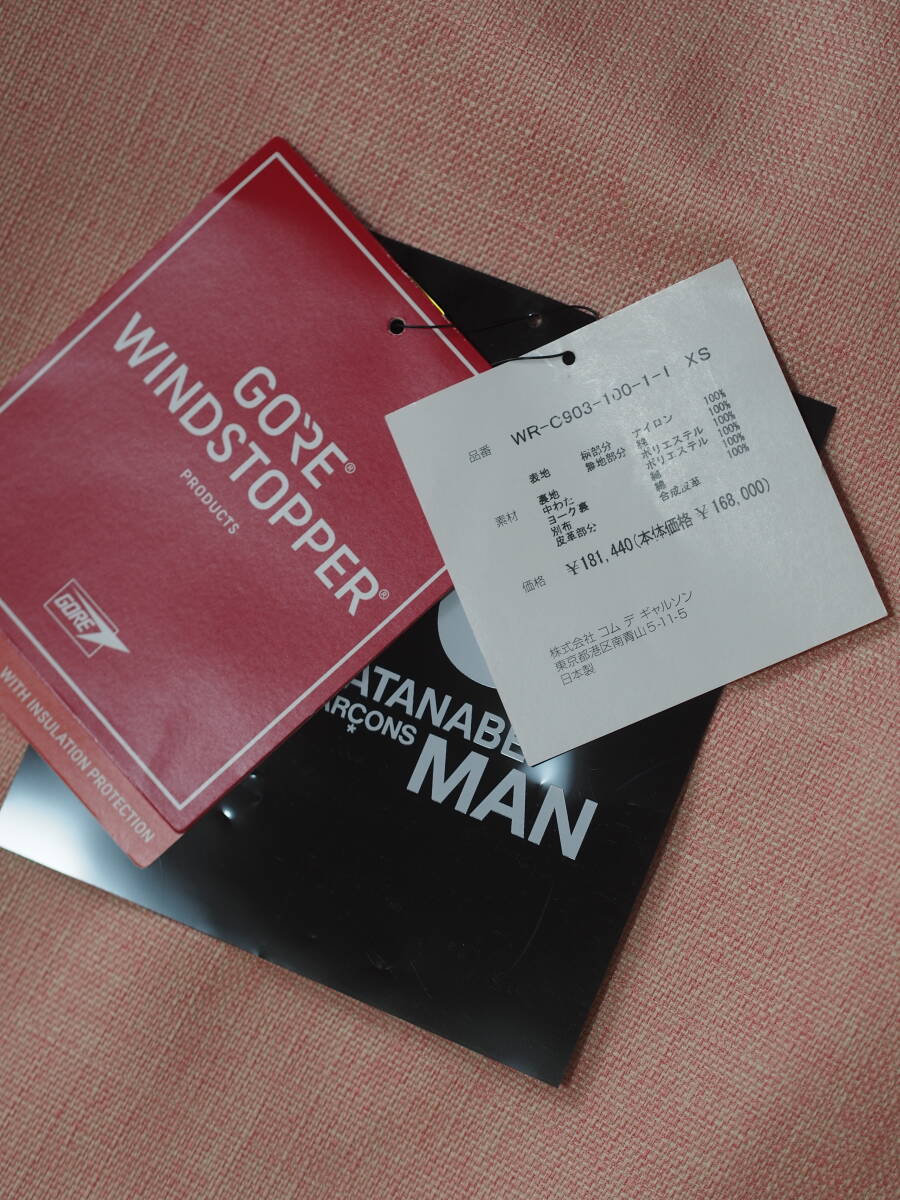 GORE®
WINDSTOPPER®
PRODUCTS
GORE
WITH INSULATION PROTECTION
品番 WR-C903-100-1-1 XS
素材
表地 柄部分 ナイロン 100%
無地部分 綿 100%
裏地 ポリエステル 100%
中わた ポリエステル 100%
ヨーク裏 綿 100%
別布 綿 100%
皮革部分 合成皮革
価格 ¥181,440(本体価格 ¥168,000)
株式会社 コム デ ギャルソン
東京都港区南青山5-11-5
日本製
ATANABE
ARÇONS
*
MAN